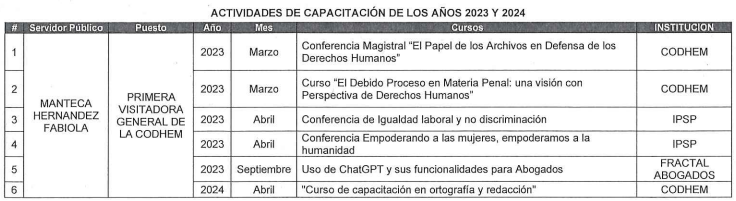 ACTIVIDADES DE CAPACITACIÓN DE LOS AÑOS 2023 Y 2024
# Servidor Público Puesto Año Mes Cursos INSTITUCIÓN
MANTECA
HERNANDEZ
FABIOLA
PRIMERA
VISITADORA
GENERAL DE
LA CODHEM
1 2023 Marzo Conferencia Magistral "El Papel de los Archivos en Defensa de los
Derechos Humanos" CODHEM
2 2023 Marzo Curso "El Debido Proceso en Materia Penal: una visión con
Perspectiva de Derechos Humanos" CODHEM
3 2023 Abril Conferencia de Igualdad laboral y no discriminación IPSP
4 2023 Abril Conferencia Empoderando a las mujeres, empoderamos a la
humanidad IPSP
5 2023 Septiembre Uso de ChatGPT y sus funcionalidades para Abogados FRACTAL
ABOGADOS
6 2024 Abril "Curso de capacitación en ortografía y redacción" CODHEM